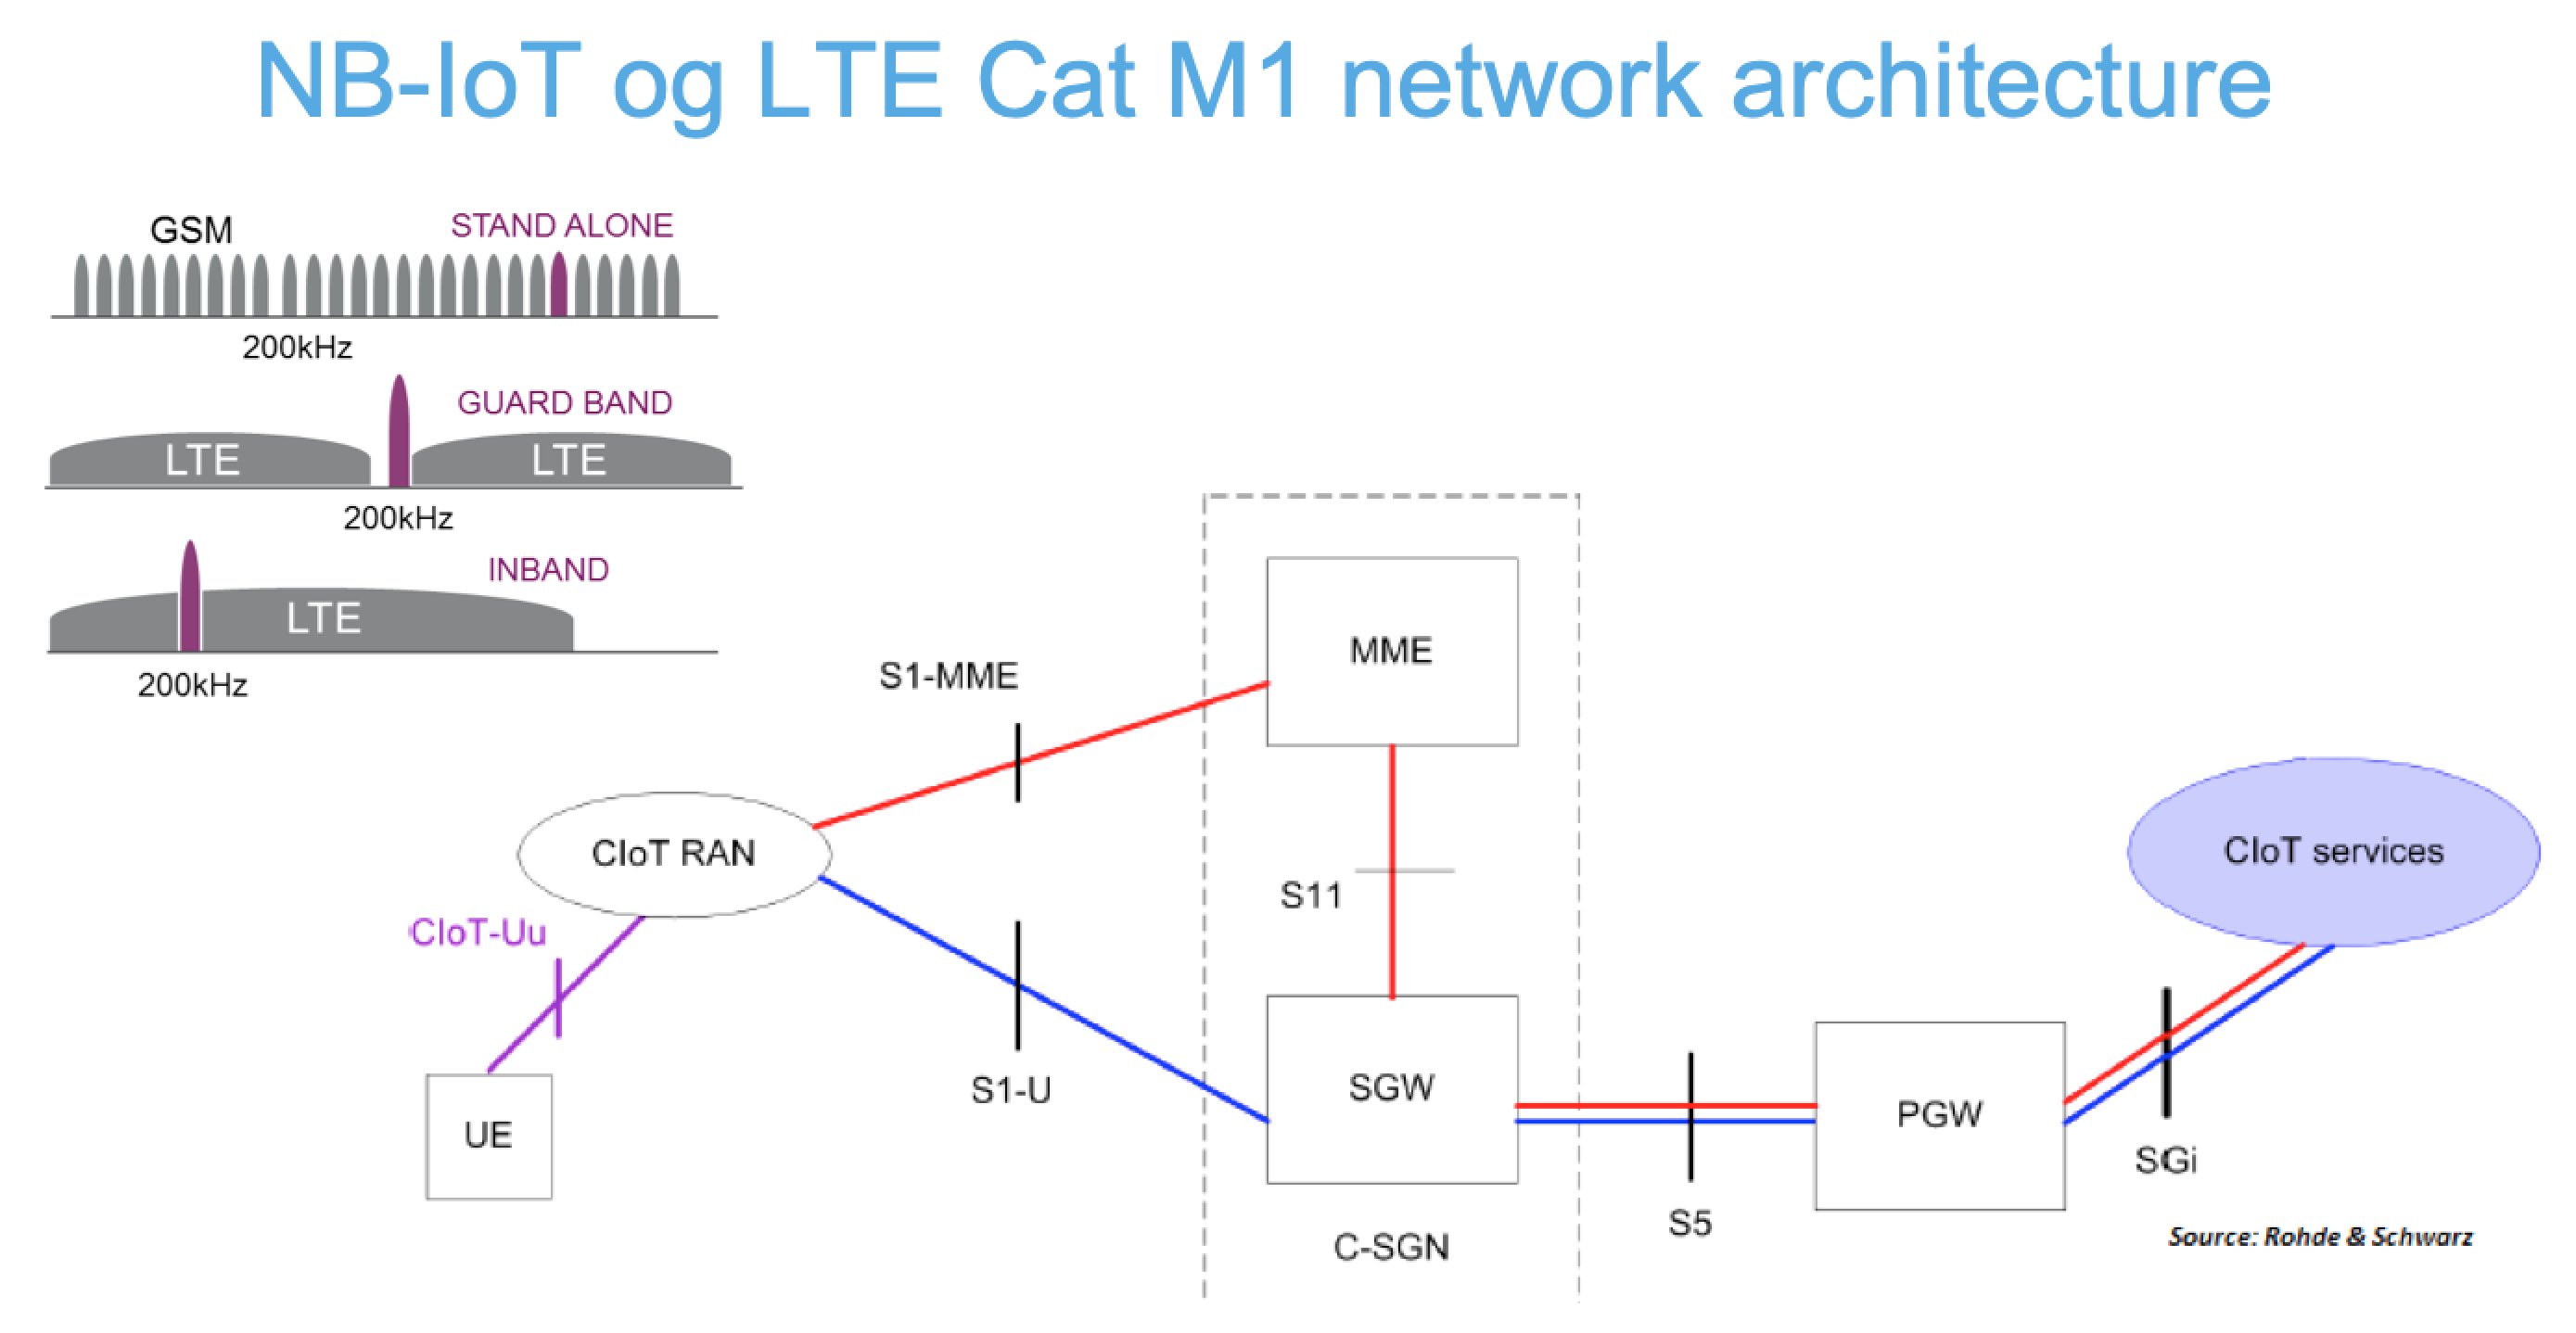 NB-IoT og LTE Cat M1 network architecture
GSM
STAND ALONE
200kHz
GUARD BAND
LTE
LTE
200kHz
INBAND
LTE
200kHz
S1-MME
MME
CIoT RAN
CIoT services
S11
CIoT-Uu
S1-U
SGW
UE
PGW
SGi
S5
C-SGN
Source: Rohde & Schwarz